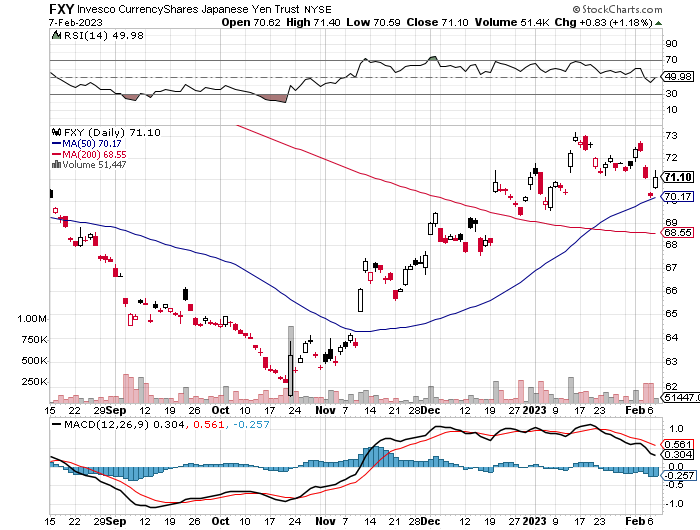 FXY Invesco CurrencyShares Japanese Yen Trust NYSE © StockCharts.com
7-Feb-2023 Open 70.62 High 71.40 Low 70.59 Close 71.10 Volume 51.4K Chg +0.83 (+1.18%)
RSI(14) 49.98
90
70
49.98
30
10
FXY (Daily) 71.10
MA(50) 70.17
MA(200) 68.55
Volume 51,447
73
72
71.10
70.17
70
69
68.55
68
67
66
65
64
63
62
51447.0
1.00M
750K
500K
250K
15 22 29 Sep 12 19 26 Oct 10 17 24 Nov 7 14 21 28 Dec 12 19 27 2023 9 17 23 Feb 6
MACD(12,26,9) 0.304, 0.561, -0.257
1.0
0.561
0.304
0.0
-0.257
-0.5
-1.0
15 22 29 Sep 12 19 26 Oct 10 17 24 Nov 7 14 21 28 Dec 12 19 27 2023 9 17 23 Feb 6